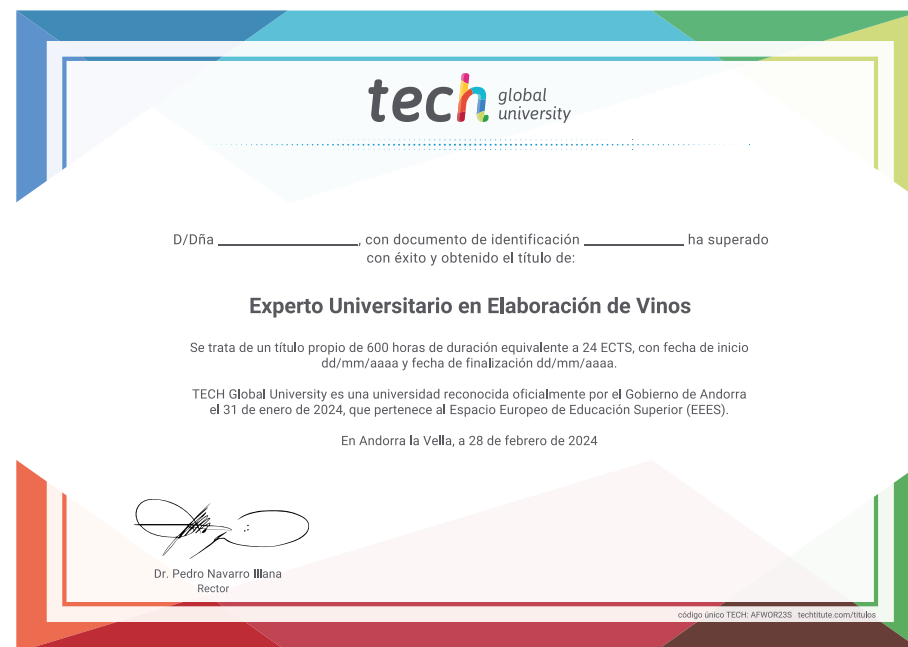 tech global university
D/Dña ____________, con documento de identificación ____________ ha superado
con éxito y obtenido el título de:
Experto Universitario en Elaboración de Vinos
Se trata de un título propio de 600 horas de duración equivalente a 24 ECTS, con fecha de inicio
dd/mm/aaaa y fecha de finalización dd/mm/aaaa.
TECH Global University es una universidad reconocida oficialmente por el Gobierno de Andorra
el 31 de enero de 2024, que pertenece al Espacio Europeo de Educación Superior (EEES).
En Andorra la Vella, a 28 de febrero de 2024
Dr. Pedro Navarro Illana
Rector
código único TECH: AFWOR23S techtitute.com/titulos